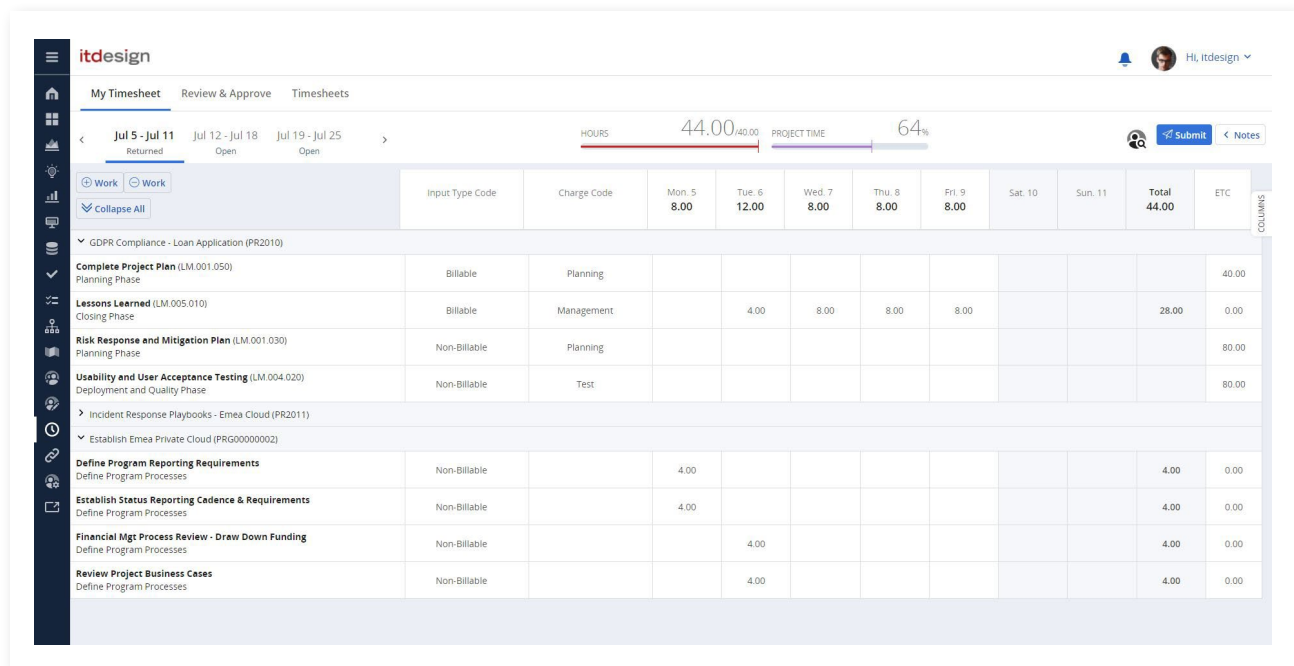 itdesign
Hi, itdesign
My Timesheet Review & Approve Timesheets
Jul 5 - Jul 11 Jul 12 - Jul 18 Jul 19 - Jul 25
Returned Open Open
HOURS 44.00/40.00 PROJECT TIME 64%
Submit Notes
Work Work
Collapse All
Input Type Code Charge Code Mon. 5 Tue. 6 Wed. 7 Thu. 8 Fri. 9 Sat. 10 Sun. 11 Total ETC
8.00 12.00 8.00 8.00 8.00 44.00
COLUMNS
GDPR Compliance - Loan Application (PR2010)
Complete Project Plan (LM.001.050)
Planning Phase
Billable Planning 40.00
Lessons Learned (LM.005.010)
Closing Phase
Billable Management 4.00 8.00 8.00 8.00 28.00 0.00
Risk Response and Mitigation Plan (LM.001.030)
Planning Phase
Non-Billable Planning 80.00
Usability and User Acceptance Testing (LM.004.020)
Deployment and Quality Phase
Non-Billable Test 80.00
Incident Response Playbooks - Emea Cloud (PR2011)
Establish Emea Private Cloud (PRG00000002)
Define Program Reporting Requirements
Define Program Processes
Non-Billable 4.00 4.00 0.00
Establish Status Reporting Cadence & Requirements
Define Program Processes
Non-Billable 4.00 4.00 0.00
Financial Mgt Process Review - Draw Down Funding
Define Program Processes
Non-Billable 4.00 4.00 0.00
Review Project Business Cases
Define Program Processes
Non-Billable 4.00 4.00 0.00